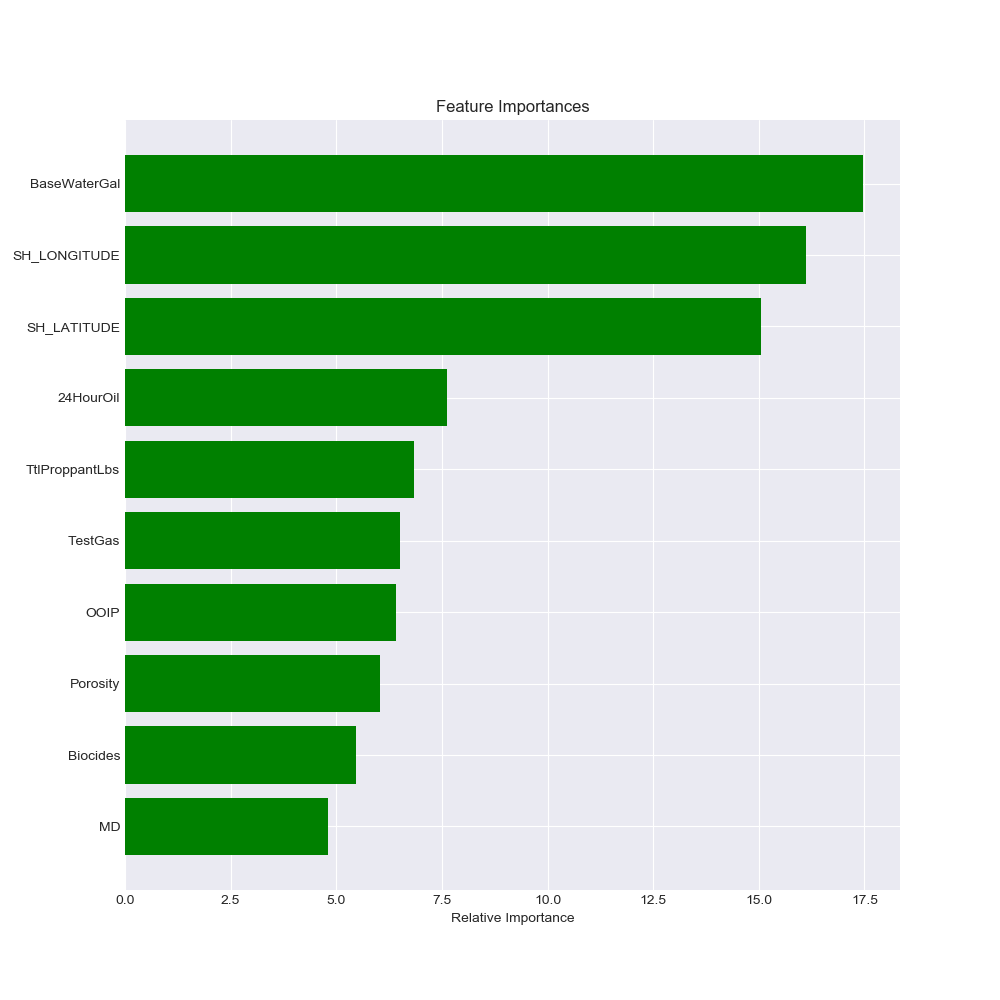 Feature Importances
BaseWaterGal
SH_LONGITUDE
SH_LATITUDE
24HourOil
TtlProppantLbs
TestGas
OOIP
Porosity
Biocides
MD
0.0 2.5 5.0 7.5 10.0 12.5 15.0 17.5
Relative Importance